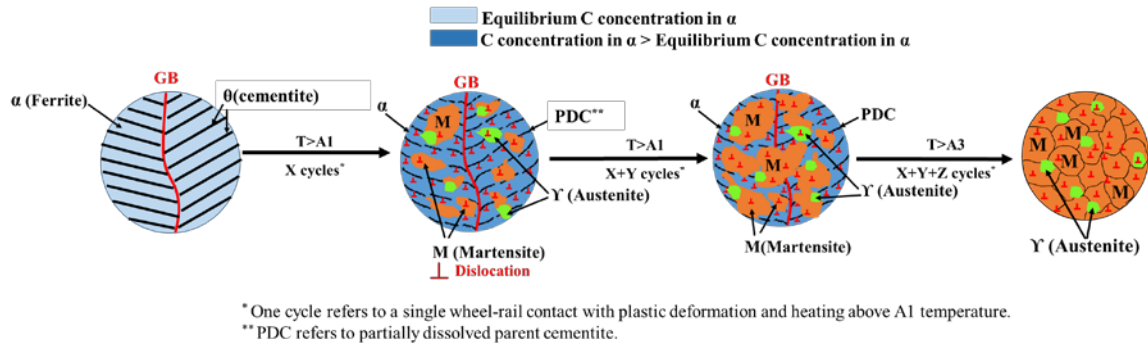 Equilibrium C concentration in α
C concentration in α > Equilibrium C concentration in α
GB
α (Ferrite)
θ(cementite)
T>A1
X cycles*
GB
α
M
PDC**
ϒ (Austenite)
M (Martensite)
⊥ Dislocation
T>A1
X+Y cycles*
GB
α
M
M
PDC
ϒ (Austenite)
M(Martensite)
T>A3
X+Y+Z cycles*
M
M
M
M
ϒ (Austenite)
* One cycle refers to a single wheel-rail contact with plastic deformation and heating above A1 temperature.
** PDC refers to partially dissolved parent cementite.